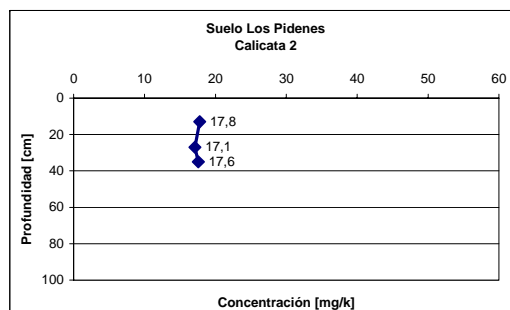 Suelo Los Pidenes
Calicata 2
0 10 20 30 40 50 60
0
20
40
60
80
100
17,8
17,1
17,6
Profundidad [cm]
Concentración [mg/k]